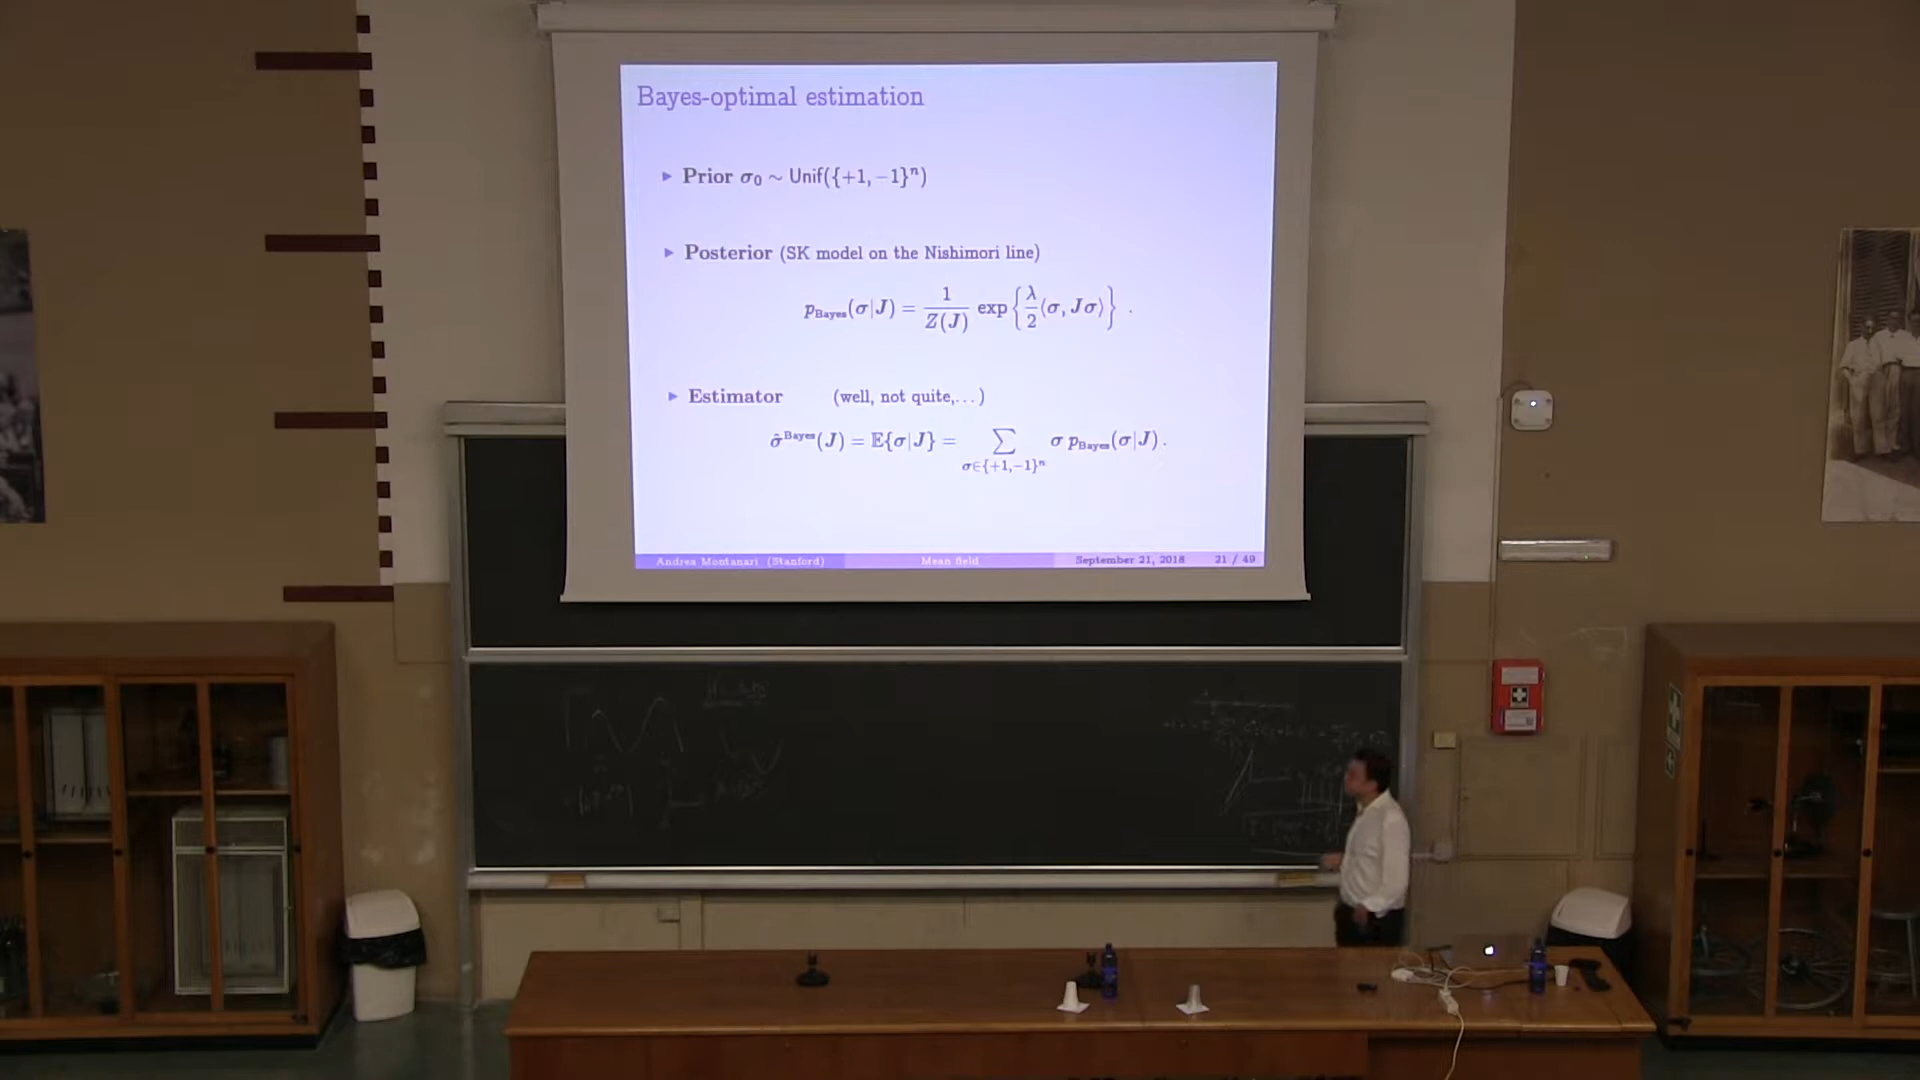 Bayes-optimal estimation
▶ Prior σ₀ ∼ Unif({+1, −1}ⁿ)
▶ Posterior (SK model on the Nishimori line)
p_Bayes(σ|J) = 1/Z(J) exp{λ/2 ⟨σ, Jσ⟩} .
▶ Estimator (well, not quite,...)
σ̂^Bayes(J) = 𝔼{σ|J} = ∑_{σ∈{+1,−1}ⁿ} σ p_Bayes(σ|J) .
Andrea Montanari (Stanford) Mean field September 21, 2018 21 / 49